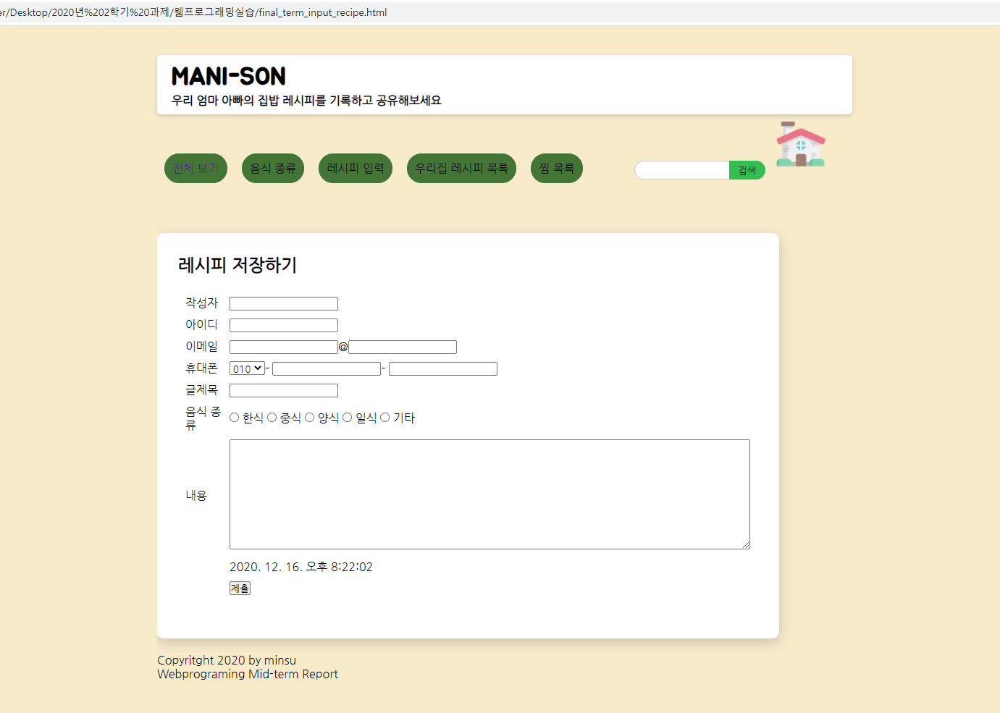 er/Desktop/2020년%202학기%20과제/웹프로그래밍실습/final_term_input_recipe.html
MANI-SON
우리 엄마 아빠의 집밥 레시피를 기록하고 공유해보세요
전체 보기 음식 종류 레시피 입력 우리집 레시피 목록 찜 목록 검색
레시피 저장하기
작성자
아이디
이메일 @
휴대폰 010 - -
글제목
음식 종
류
한식 중식 양식 일식 기타
내용
2020. 12. 16. 오후 8:22:02
제출
Copyritght 2020 by minsu
Webprograming Mid-term Report